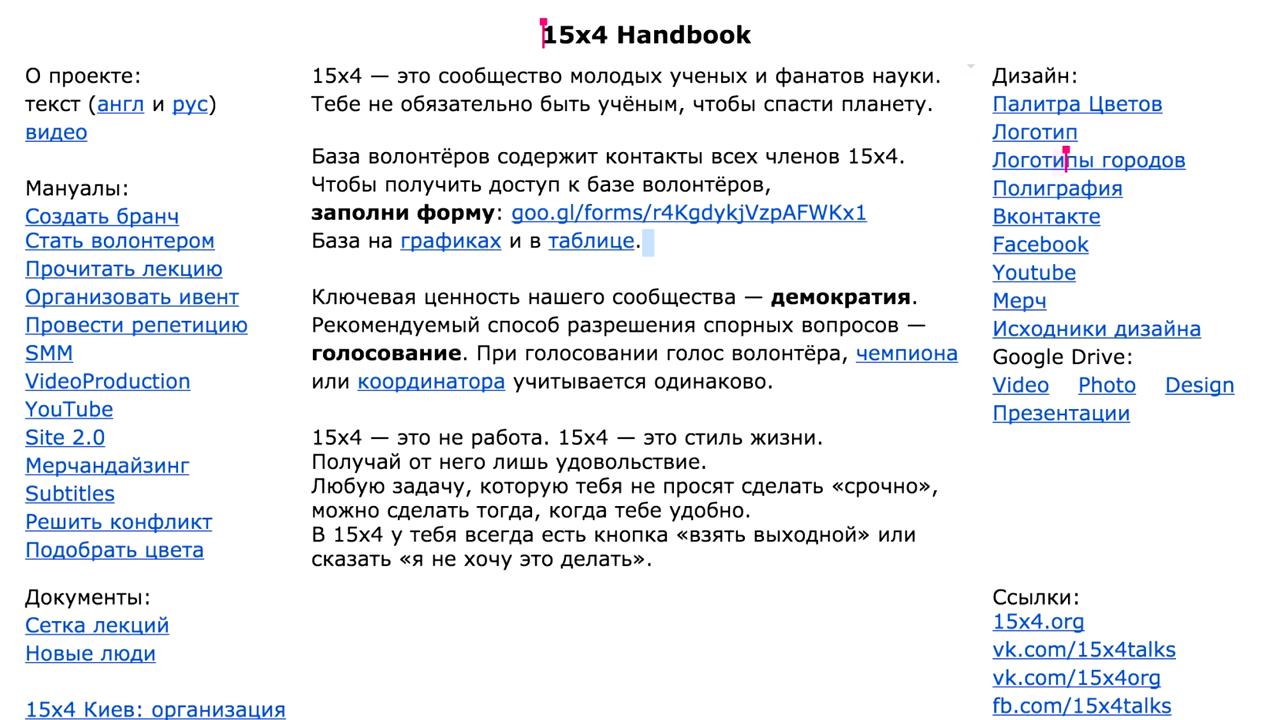 15x4 Handbook
О проекте:
текст (англ и рус)
видео
Мануалы:
Создать бранч
Стать волонтером
Прочитать лекцию
Организовать ивент
Провести репетицию
SMM
VideoProduction
YouTube
Site 2.0
Мерчандайзинг
Subtitles
Решить конфликт
Подобрать цвета
Документы:
Сетка лекций
Новые люди
15x4 Киев: организация
15x4 — это сообщество молодых ученых и фанатов науки.
Тебе не обязательно быть учёным, чтобы спасти планету.
База волонтёров содержит контакты всех членов 15x4.
Чтобы получить доступ к базе волонтёров,
заполни форму: goo.gl/forms/r4KgdykjVzpAFWKx1
База на графиках и в таблице.
Ключевая ценность нашего сообщества — демократия.
Рекомендуемый способ разрешения спорных вопросов —
голосование. При голосовании голос волонтёра, чемпиона
или координатора учитывается одинаково.
15x4 — это не работа. 15x4 — это стиль жизни.
Получай от него лишь удовольствие.
Любую задачу, которую тебя не просят сделать «срочно»,
можно сделать тогда, когда тебе удобно.
В 15x4 у тебя всегда есть кнопка «взять выходной» или
сказать «я не хочу это делать».
Дизайн:
Палитра Цветов
Логотип
Логотипы городов
Полиграфия
Вконтакте
Facebook
Youtube
Мерч
Исходники дизайна
Google Drive:
Video Photo Design
Презентации
Ссылки:
15x4.org
vk.com/15x4talks
vk.com/15x4org
fb.com/15x4talks